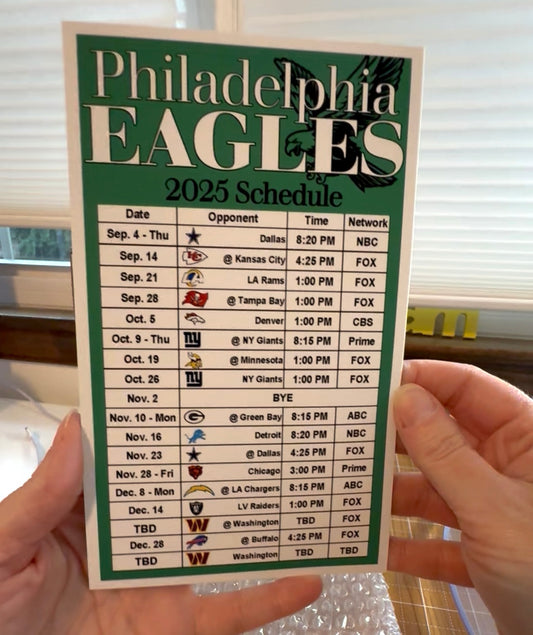 Philadelphia
EAGLES
2025 Schedule
Date Opponent Time Network
Sep. 4 - Thu Dallas 8:20 PM NBC
Sep. 14 @ Kansas City 4:25 PM FOX
Sep. 21 LA Rams 1:00 PM FOX
Sep. 28 @ Tampa Bay 1:00 PM FOX
Oct. 5 Denver 1:00 PM CBS
Oct. 9 - Thu @ NY Giants 8:15 PM Prime
Oct. 19 @ Minnesota 1:00 PM FOX
Oct. 26 NY Giants 1:00 PM FOX
Nov. 2 BYE
Nov. 10 - Mon @ Green Bay 8:15 PM ABC
Nov. 16 Detroit 8:20 PM NBC
Nov. 23 @ Dallas 4:25 PM FOX
Nov. 28 - Fri Chicago 3:00 PM Prime
Dec. 8 - Mon @ LA Chargers 8:15 PM ABC
Dec. 14 LV Raiders 1:00 PM FOX
TBD @ Washington TBD FOX
Dec. 28 @ Buffalo 4:25 PM FOX
TBD Washington TBD TBD